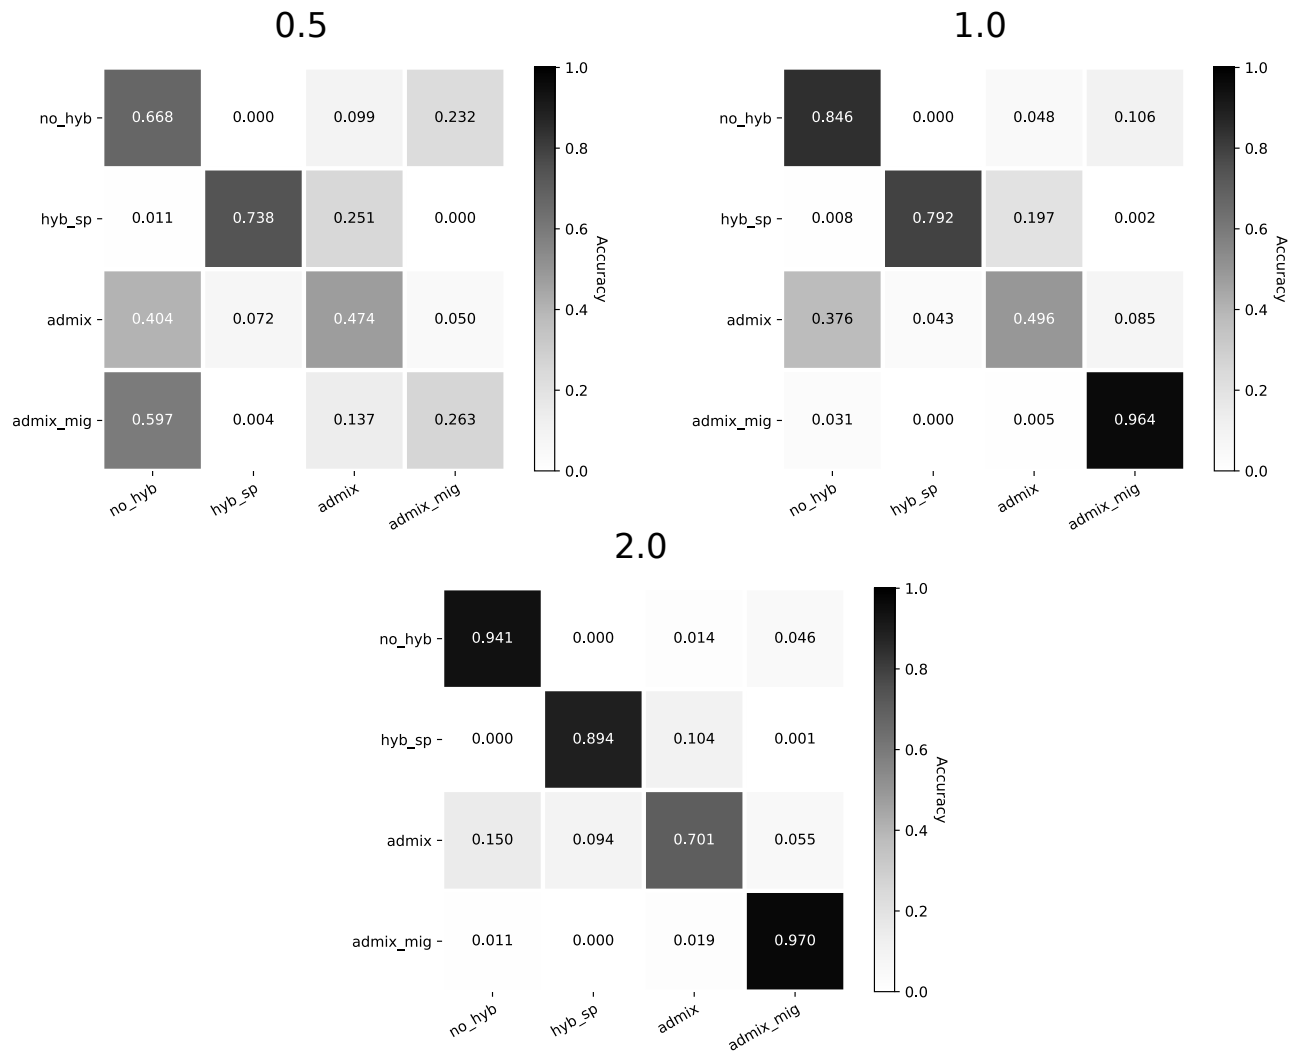 0.5
no_hyb 0.668 0.000 0.099 0.232
hyb_sp 0.011 0.738 0.251 0.000
admix 0.404 0.072 0.474 0.050
admix_mig 0.597 0.004 0.137 0.263
no_hyb hyb_sp admix admix_mig
1.0
0.8
0.6
0.4
0.2
0.0
Accuracy
1.0
no_hyb 0.846 0.000 0.048 0.106
hyb_sp 0.008 0.792 0.197 0.002
admix 0.376 0.043 0.496 0.085
admix_mig 0.031 0.000 0.005 0.964
no_hyb hyb_sp admix admix_mig
1.0
0.8
0.6
0.4
0.2
0.0
Accuracy
2.0
no_hyb 0.941 0.000 0.014 0.046
hyb_sp 0.000 0.894 0.104 0.001
admix 0.150 0.094 0.701 0.055
admix_mig 0.011 0.000 0.019 0.970
no_hyb hyb_sp admix admix_mig
1.0
0.8
0.6
0.4
0.2
0.0
Accuracy